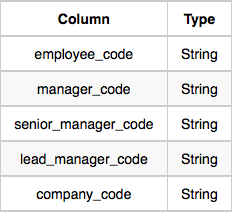 Column Type
employee_code String
manager_code String
senior_manager_code String
lead_manager_code String
company_code String